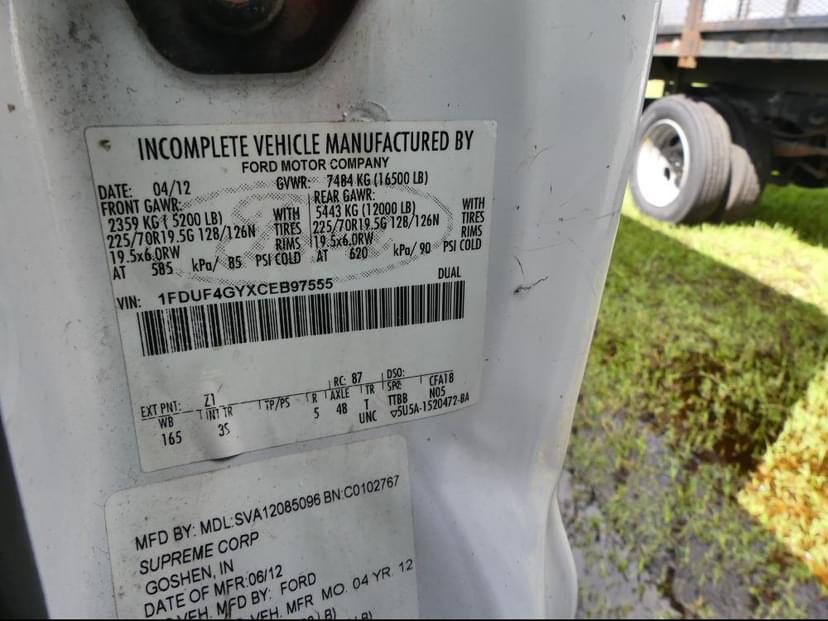 INCOMPLETE VEHICLE MANUFACTURED BY
FORD MOTOR COMPANY
DATE: 04/12 GVWR: 7484 KG (16500 LB)
FRONT GAWR: REAR GAWR:
2359 KG ( 5200 LB) WITH 5443 KG (12000 LB) WITH
225/70R19.5G 128/126N TIRES 225/70R19.5G 128/126N TIRES
19.5x6.0RW RIMS 19.5x6.0RW RIMS
AT 585 kPa/ 85 PSI COLD AT 620 kPa/ 90 PSI COLD
DUAL
VIN: 1FDUF4GYXCEB97555
EXT PNT: Z1 RC: 87 DSO:
WB INT TR TP/PS R AXLE TR SPR CFA18
165 3S 5 48 T TTBB N05
UNC 5U5A-1520472-BA
MFD BY: MDL:SVA12085096 BN:C0102767
SUPREME CORP
GOSHEN, IN
DATE OF MFR:06/12
VEH. MFD BY: FORD
VEH. MFR MO. 04 YR. 12
LB)